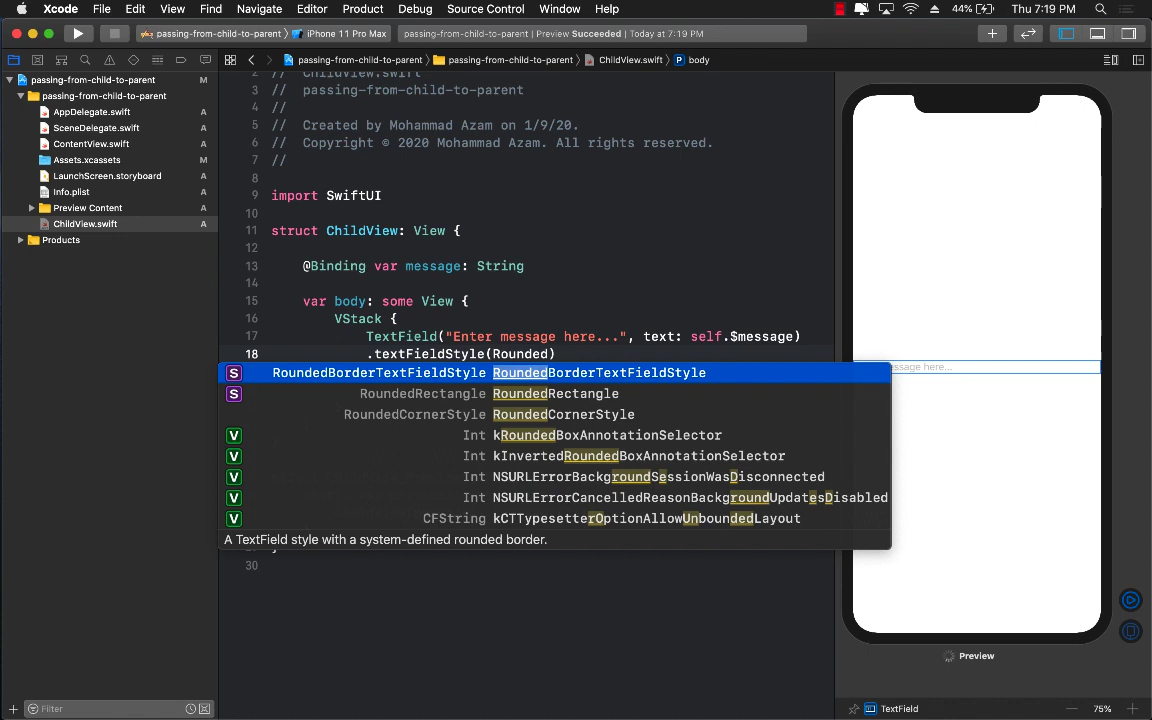 Xcode File Edit View Find Navigate Editor Product Debug Source Control Window Help 44% Thu 7:19 PM
passing-from-child-to-parent iPhone 11 Pro Max passing-from-child-to-parent | Preview Succeeded | Today at 7:19 PM
passing-from-child-to-parent passing-from-child-to-parent ChildView.swift P body
passing-from-child-to-parent M
passing-from-child-to-parent
AppDelegate.swift A
SceneDelegate.swift A
ContentView.swift A
Assets.xcassets M
LaunchScreen.storyboard A
Info.plist A
Preview Content A
ChildView.swift A
Products
2 // ChildView.swift
3 // passing-from-child-to-parent
4 //
5 // Created by Mohammad Azam on 1/9/20.
6 // Copyright © 2020 Mohammad Azam. All rights reserved.
7 //
8
9 import SwiftUI
10
11 struct ChildView: View {
12
13 @Binding var message: String
14
15 var body: some View {
16 VStack {
17 TextField("Enter message here...", text: self.$message)
18 .textFieldStyle(Rounded)
S RoundedBorderTextFieldStyle RoundedBorderTextFieldStyle
S RoundedRectangle RoundedRectangle
RoundedCornerStyle RoundedCornerStyle
V Int kRoundedBoxAnnotationSelector
V Int kInvertedRoundedBoxAnnotationSelector
V Int NSURLErrorBackgroundSessionWasDisconnected
V Int NSURLErrorCancelledReasonBackgroundUpdatesDisabled
V CFString kCTTypesetterOptionAllowUnboundedLayout
A TextField style with a system-defined rounded border.
30
message here...
Preview
Filter
TextField 75%